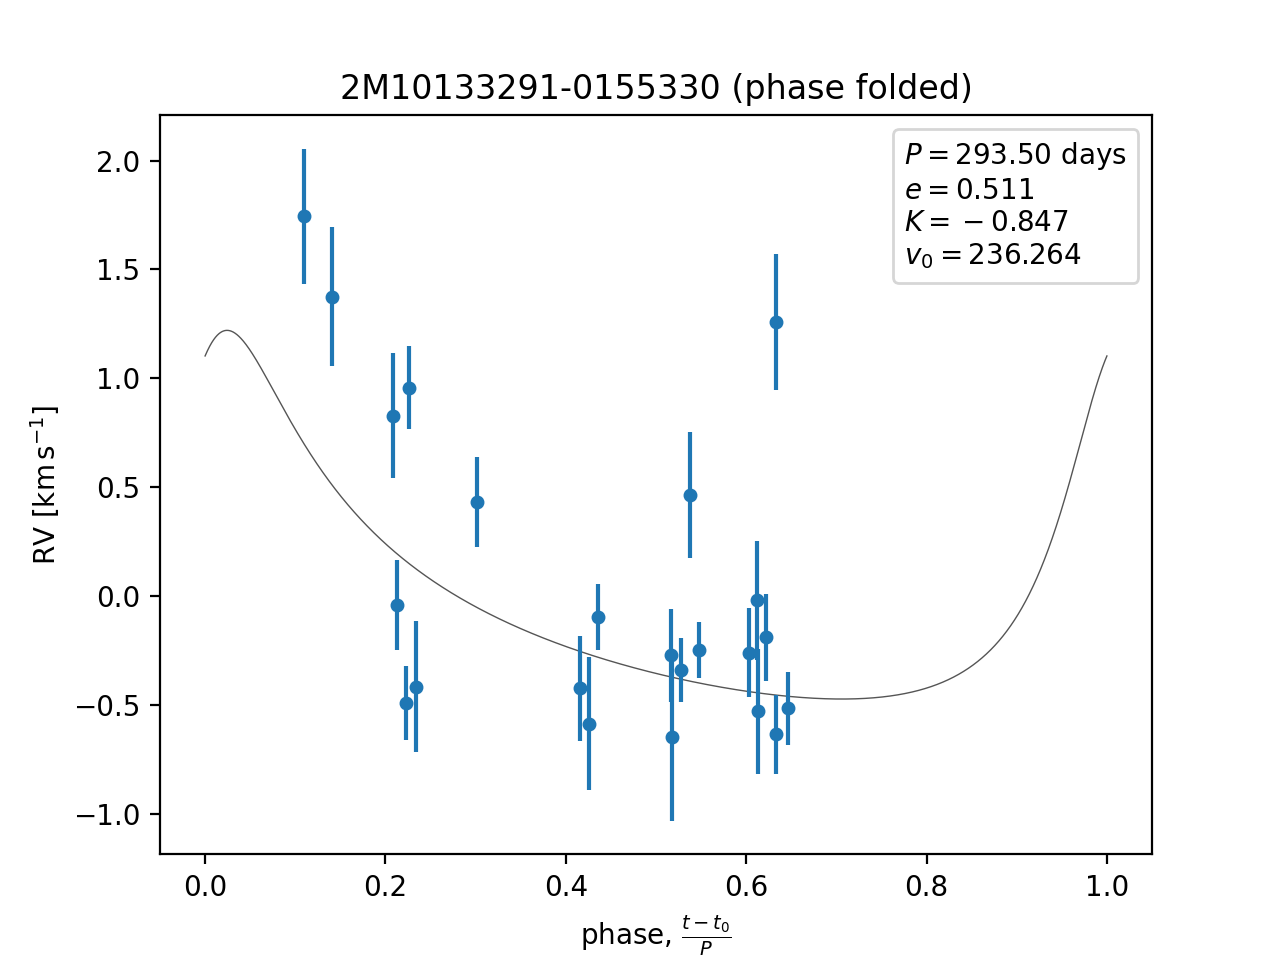 2M10133291-0155330 (phase folded)
P = 293.50 days
e = 0.511
K = −0.847
v₀ = 236.264
RV [km s⁻¹]
2.0
1.5
1.0
0.5
0.0
−0.5
−1.0
0.0 0.2 0.4 0.6 0.8 1.0
phase, (t − t₀)/P